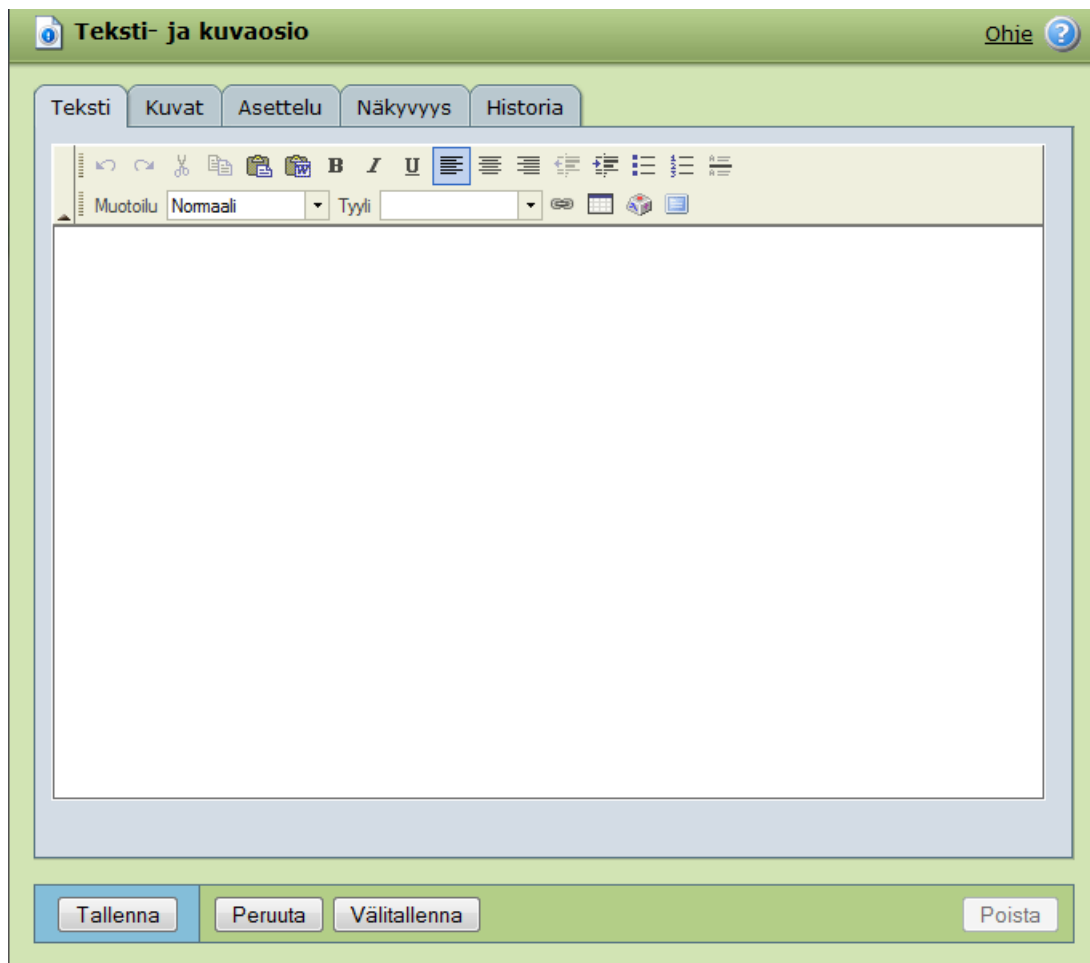 Teksti- ja kuvaosio Ohje
Teksti Kuvat Asettelu Näkyvyys Historia
B I U
Muotoilu Normaali Tyyli
Tallenna Peruuta Välitallenna Poista